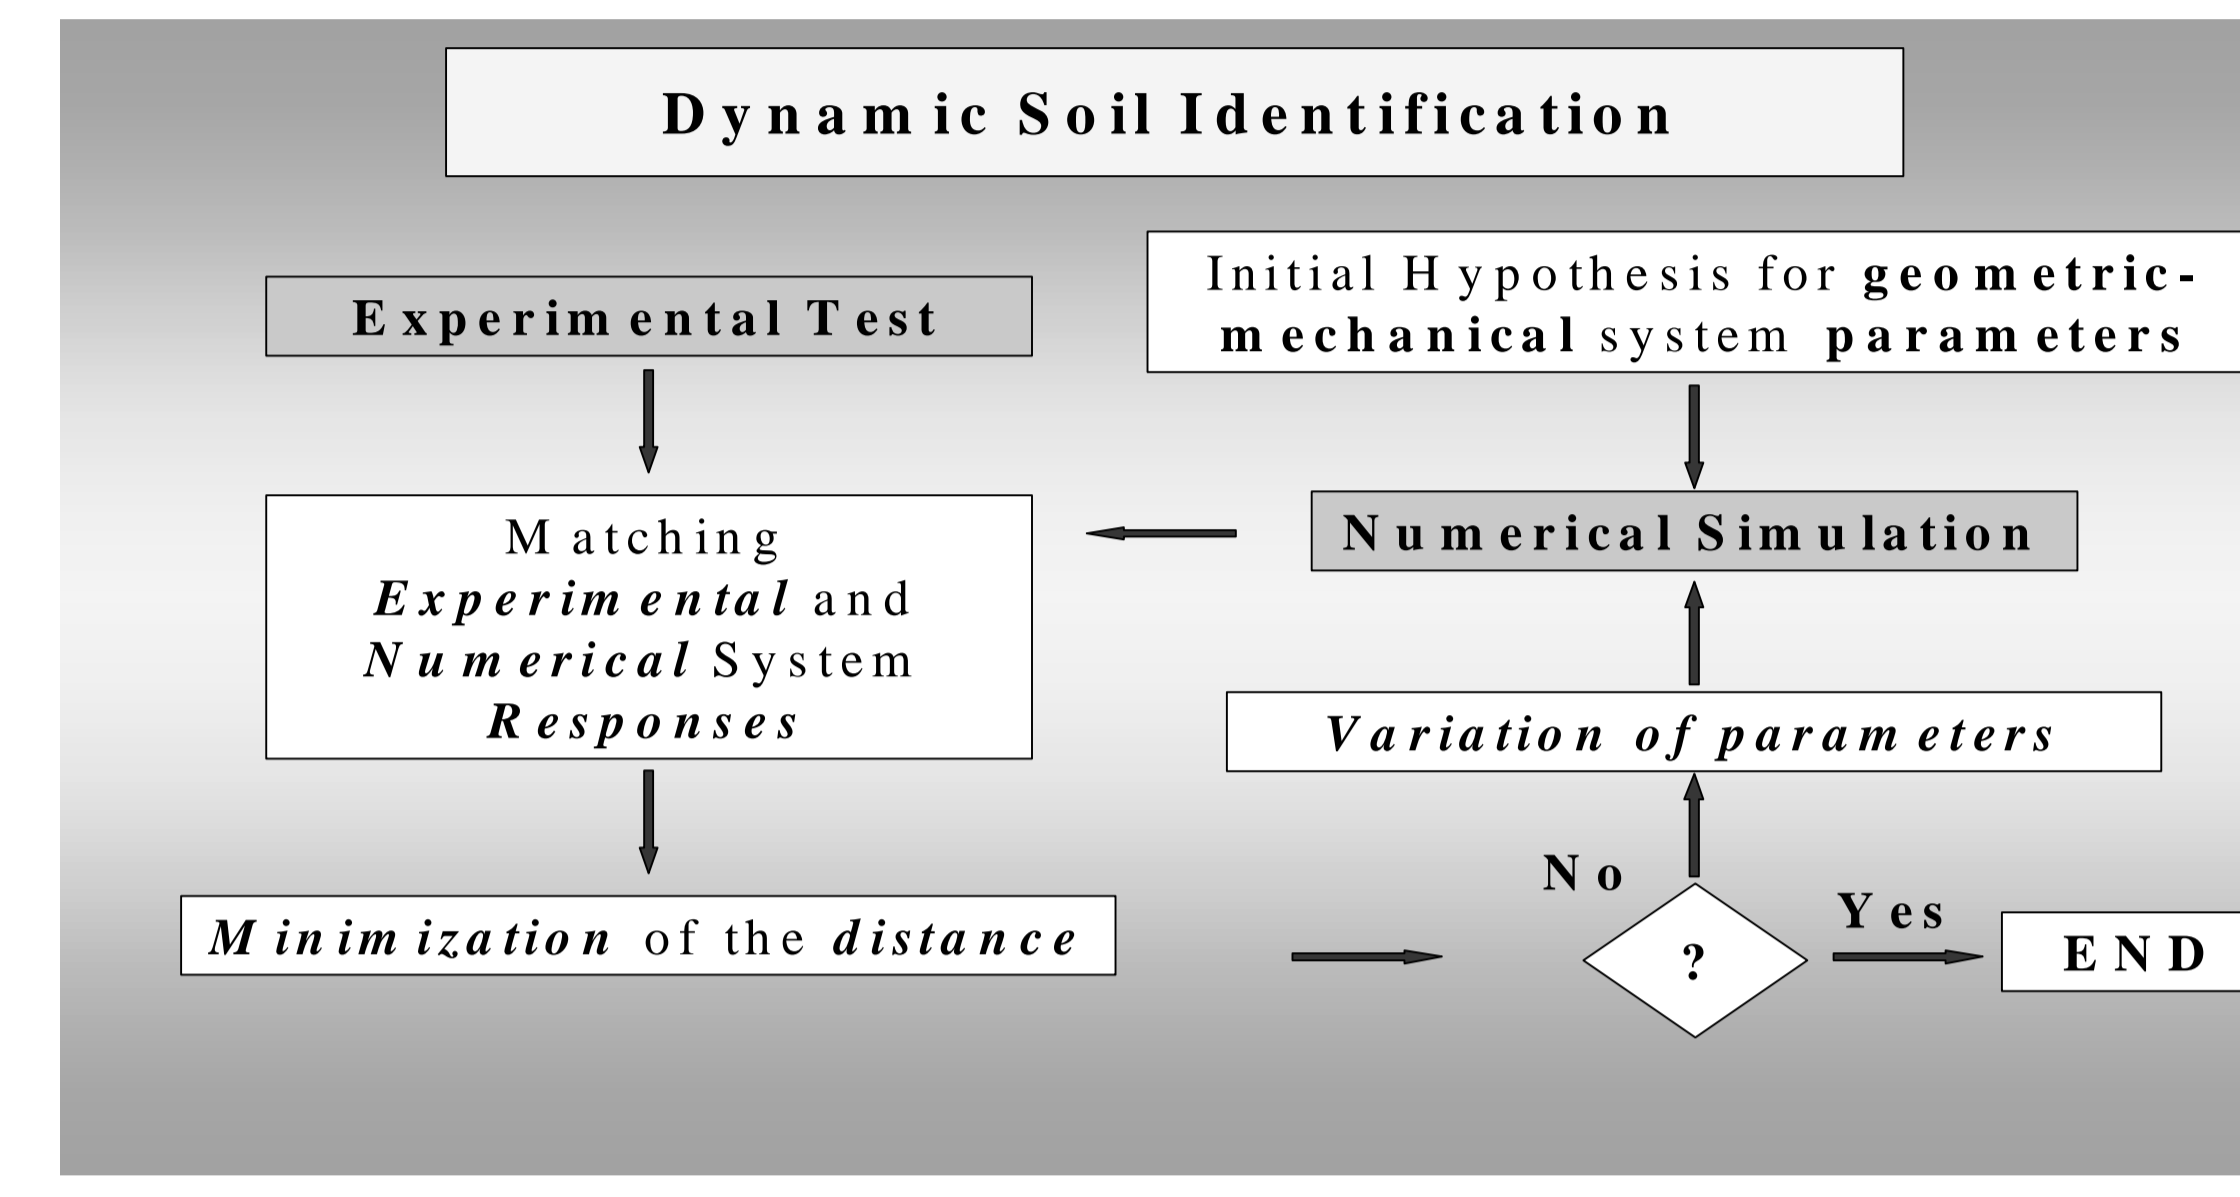 Dynamic Soil Identification
Experimental Test
Initial Hypothesis for geometric-
mechanical system parameters
Matching
Experimental and
Numerical System
Responses
Numerical Simulation
Variation of parameters
Minimization of the distance
No
?
Yes
END